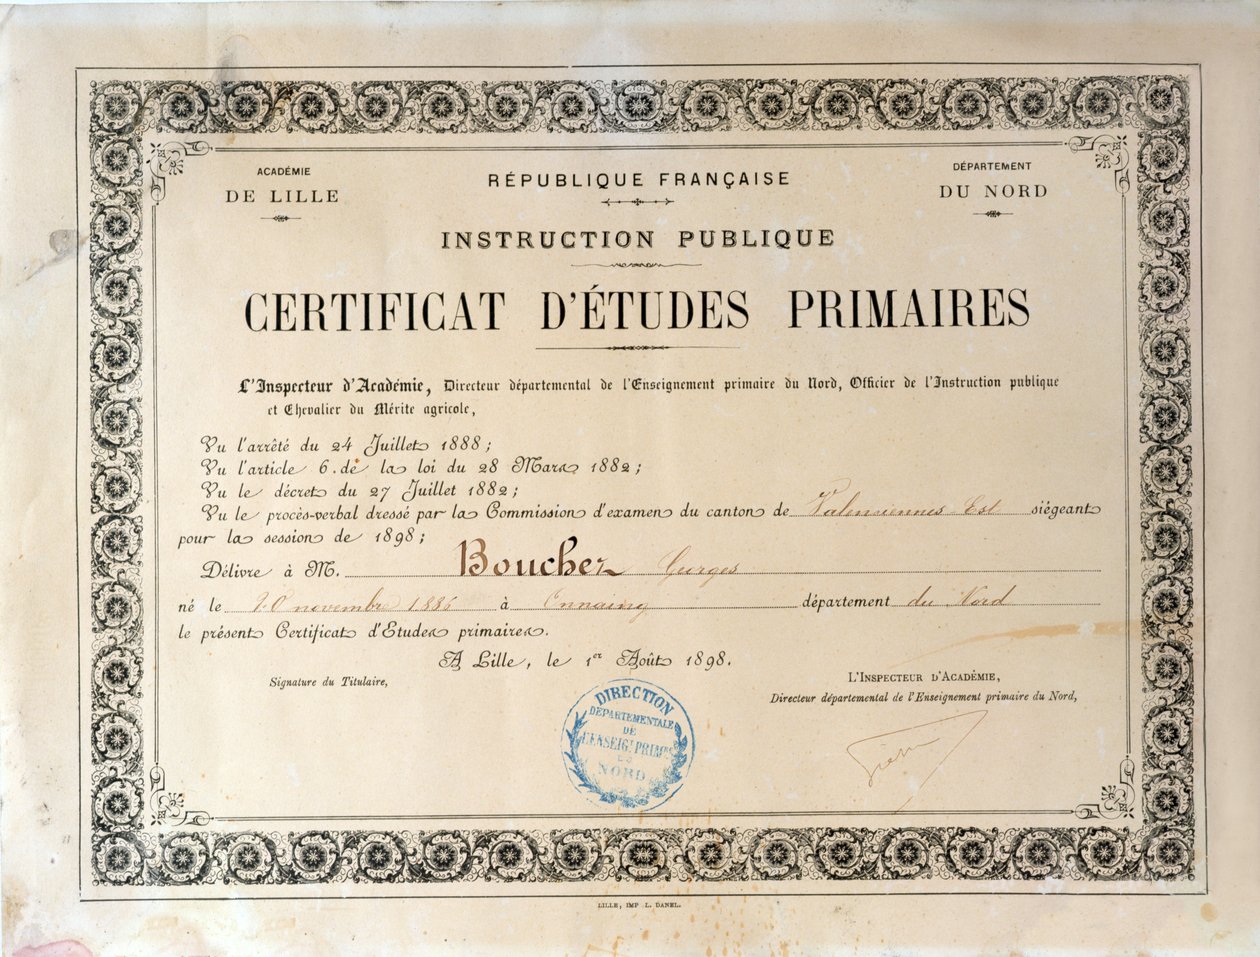 ACADÉMIE
DE LILLE
RÉPUBLIQUE FRANÇAISE
DÉPARTEMENT
DU NORD
INSTRUCTION PUBLIQUE
CERTIFICAT D'ÉTUDES PRIMAIRES
L'Inspecteur d'Académie, Directeur départemental de l'Enseignement primaire du Nord, Officier de l'Instruction publique
et Chevalier du Mérite agricole,
Vu l'arrêté du 24 Juillet 1888;
Vu l'article 6 de la loi du 28 Mars 1882;
Vu le décret du 27 Juillet 1882;
Vu le procès-verbal dressé par la Commission d'examen du canton de Valenciennes Est siégeant
pour la session de 1898;
Délivré à M. Bouchez Georges
né le 20 novembre 1885 à Onnaing département du Nord
le présent Certificat d'Etudes primaires.
A Lille, le 1er Août 1898.
Signature du Titulaire,
L'INSPECTEUR D'ACADÉMIE,
Directeur départemental de l'Enseignement primaire du Nord,
DIRECTION
DÉPARTEMENTALE
DE
L'ENSEIGT PRIMRE
DU
NORD
LILLE, IMP L. DANEL.